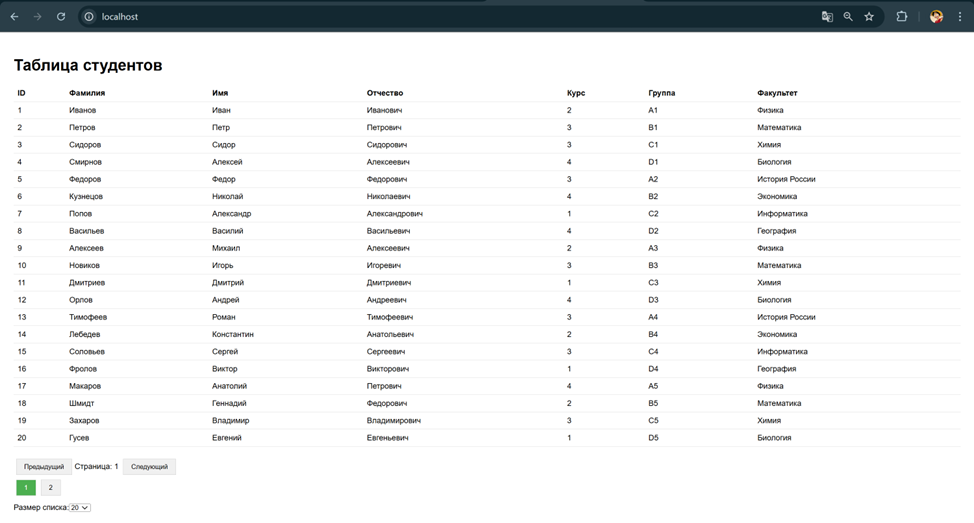 localhost
Таблица студентов
ID Фамилия Имя Отчество Курс Группа Факультет
1 Иванов Иван Иванович 2 A1 Физика
2 Петров Петр Петрович 3 B1 Математика
3 Сидоров Сидор Сидорович 3 C1 Химия
4 Смирнов Алексей Алексеевич 4 D1 Биология
5 Федоров Федор Федорович 3 A2 История России
6 Кузнецов Николай Николаевич 4 B2 Экономика
7 Попов Александр Александрович 1 C2 Информатика
8 Васильев Василий Васильевич 4 D2 География
9 Алексеев Михаил Алексеевич 2 A3 Физика
10 Новиков Игорь Игоревич 3 B3 Математика
11 Дмитриев Дмитрий Дмитриевич 1 C3 Химия
12 Орлов Андрей Андреевич 4 D3 Биология
13 Тимофеев Роман Тимофеевич 3 A4 История России
14 Лебедев Константин Анатольевич 2 B4 Экономика
15 Соловьев Сергей Сергеевич 3 C4 Информатика
16 Фролов Виктор Викторович 1 D4 География
17 Макаров Анатолий Петрович 4 A5 Физика
18 Шмидт Геннадий Федорович 2 B5 Математика
19 Захаров Владимир Владимирович 3 C5 Химия
20 Гусев Евгений Евгеньевич 1 D5 Биология
Предыдущий Страница: 1 Следующий
1 2
Размер списка: 20